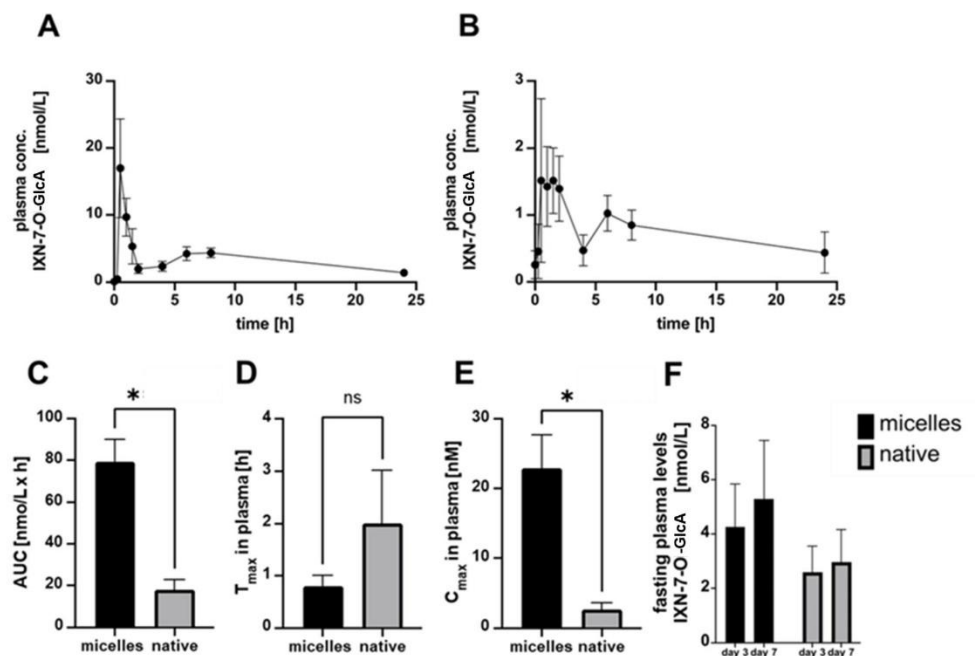 A
B
plasma conc.
IXN-7-O-GlcA [nmol/L]
30
20
10
0
0 5 10 15 20 25
time [h]
plasma conc.
IXN-7-O-GlcA [nmol/L]
3
2
1
0
0 5 10 15 20 25
time [h]
C
*
AUC [nmo/L x h]
100
80
60
40
20
0
micelles native
D
ns
Tmax in plasma [h]
4
3
2
1
0
micelles native
E
*
Cmax in plasma [nM]
30
20
10
0
micelles native
F
fasting plasma levels
IXN-7-O-GlcA [nmol/L]
8
6
4
2
0
day 3 day 7 day 3 day 7
micelles
native